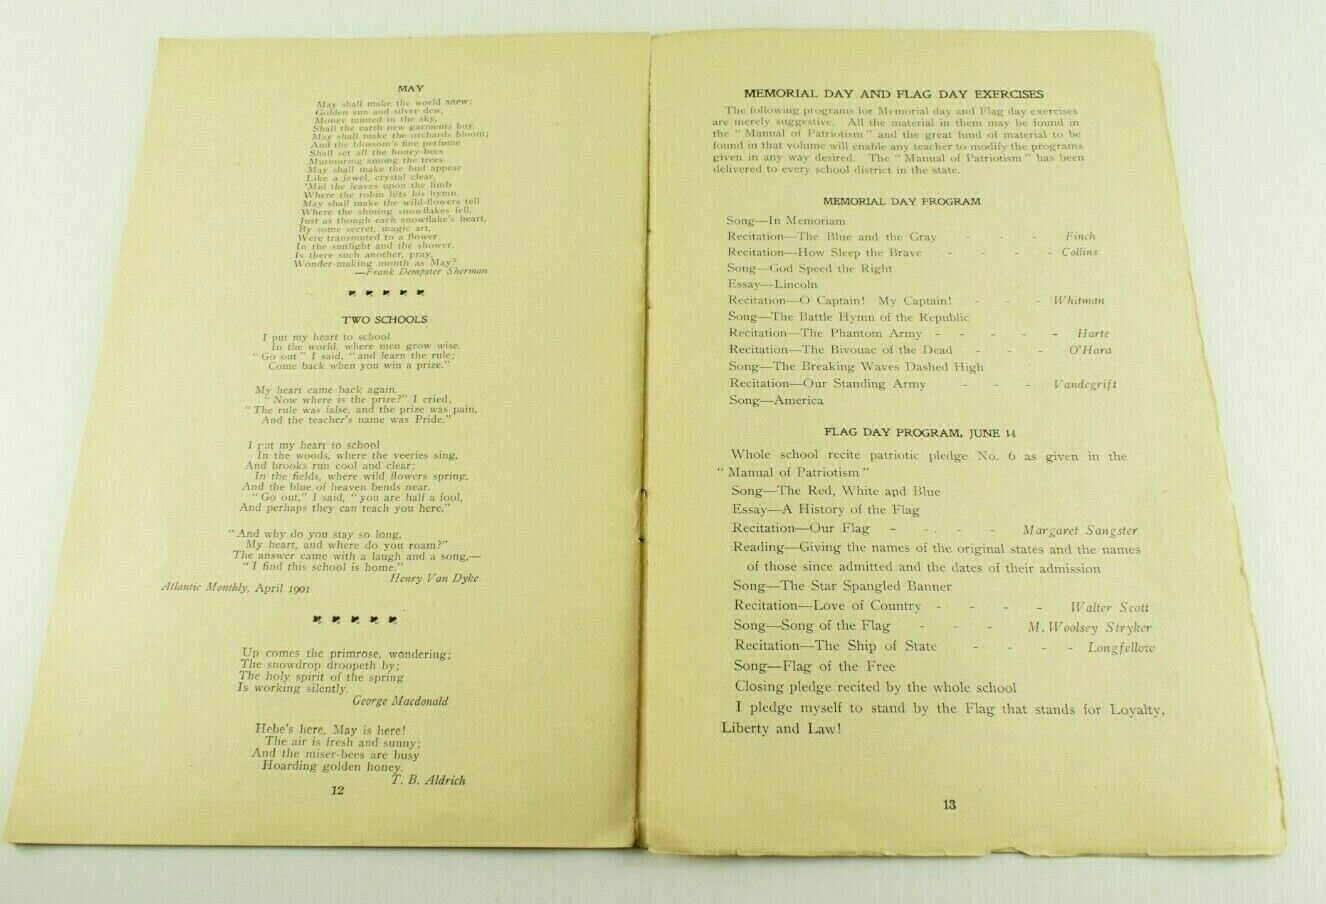 MAY
May shall make the world anew;
Golden sun and silver dew,
Money minted in the sky,
Shall the earth new garments buy.
May shall make the orchards bloom;
And the blossom's fine perfume
Shall set all the honey-bees
Murmuring among the trees.
May shall make the bud appear
Like a jewel, crystal clear,
'Mid the leaves upon the limb
Where the robin lilts his hymn.
May shall make the wild-flowers tell
Where the shining snowflakes fell,
Just as though each snowflake's heart,
By some secret, magic art,
Were transmuted to a flower
In the sunlight and the shower.
Is there such another, pray,
Wonder-making month as May?
—Frank Dempster Sherman
TWO SCHOOLS
I put my heart to school
In the world, where men grow wise.
"Go out" I said, "and learn the rule;
Come back when you win a prize."
My heart came back again.
"Now where is the prize?" I cried,
"The rule was false, and the prize was pain,
And the teacher's name was Pride."
I put my heart to school
In the woods, where the veeries sing,
And brooks run cool and clear;
In the fields, where wild flowers spring,
And the blue of heaven bends near.
"Go out," I said, "you are half a fool,
And perhaps they can teach you here."
"And why do you stay so long,
My heart, and where do you roam?"
The answer came with a laugh and a song,—
"I find this school is home."
Henry Van Dyke
Atlantic Monthly, April 1901
Up comes the primrose, wondering;
The snowdrop droopeth by;
The holy spirit of the spring
Is working silently.
George Macdonald
Hebe's here, May is here!
The air is fresh and sunny;
And the miser-bees are busy
Hoarding golden honey.
T. B. Aldrich
12
MEMORIAL DAY AND FLAG DAY EXERCISES
The following programs for Memorial day and Flag day exercises
are merely suggestive. All the material in them may be found in
the "Manual of Patriotism" and the great fund of material to be
found in that volume will enable any teacher to modify the programs
given in any way desired. The "Manual of Patriotism" has been
delivered to every school district in the state.
MEMORIAL DAY PROGRAM
Song—In Memoriam
Recitation—The Blue and the Gray - - - Finch
Recitation—How Sleep the Brave - - - - Collins
Song—God Speed the Right
Essay—Lincoln
Recitation—O Captain! My Captain! - - - Whitman
Song—The Battle Hymn of the Republic
Recitation—The Phantom Army - - - - - Harte
Recitation—The Bivouac of the Dead - - - O'Hara
Song—The Breaking Waves Dashed High
Recitation—Our Standing Army - - - Vandegrift
Song—America
FLAG DAY PROGRAM, JUNE 14
Whole school recite patriotic pledge No. 6 as given in the
"Manual of Patriotism"
Song—The Red, White and Blue
Essay—A History of the Flag
Recitation—Our Flag - - - - Margaret Sangster
Reading—Giving the names of the original states and the names
of those since admitted and the dates of their admission
Song—The Star Spangled Banner
Recitation—Love of Country - - - - Walter Scott
Song—Song of the Flag - - - M. Woolsey Stryker
Recitation—The Ship of State - - - - Longfellow
Song—Flag of the Free
Closing pledge recited by the whole school
I pledge myself to stand by the Flag that stands for Loyalty,
Liberty and Law!
13